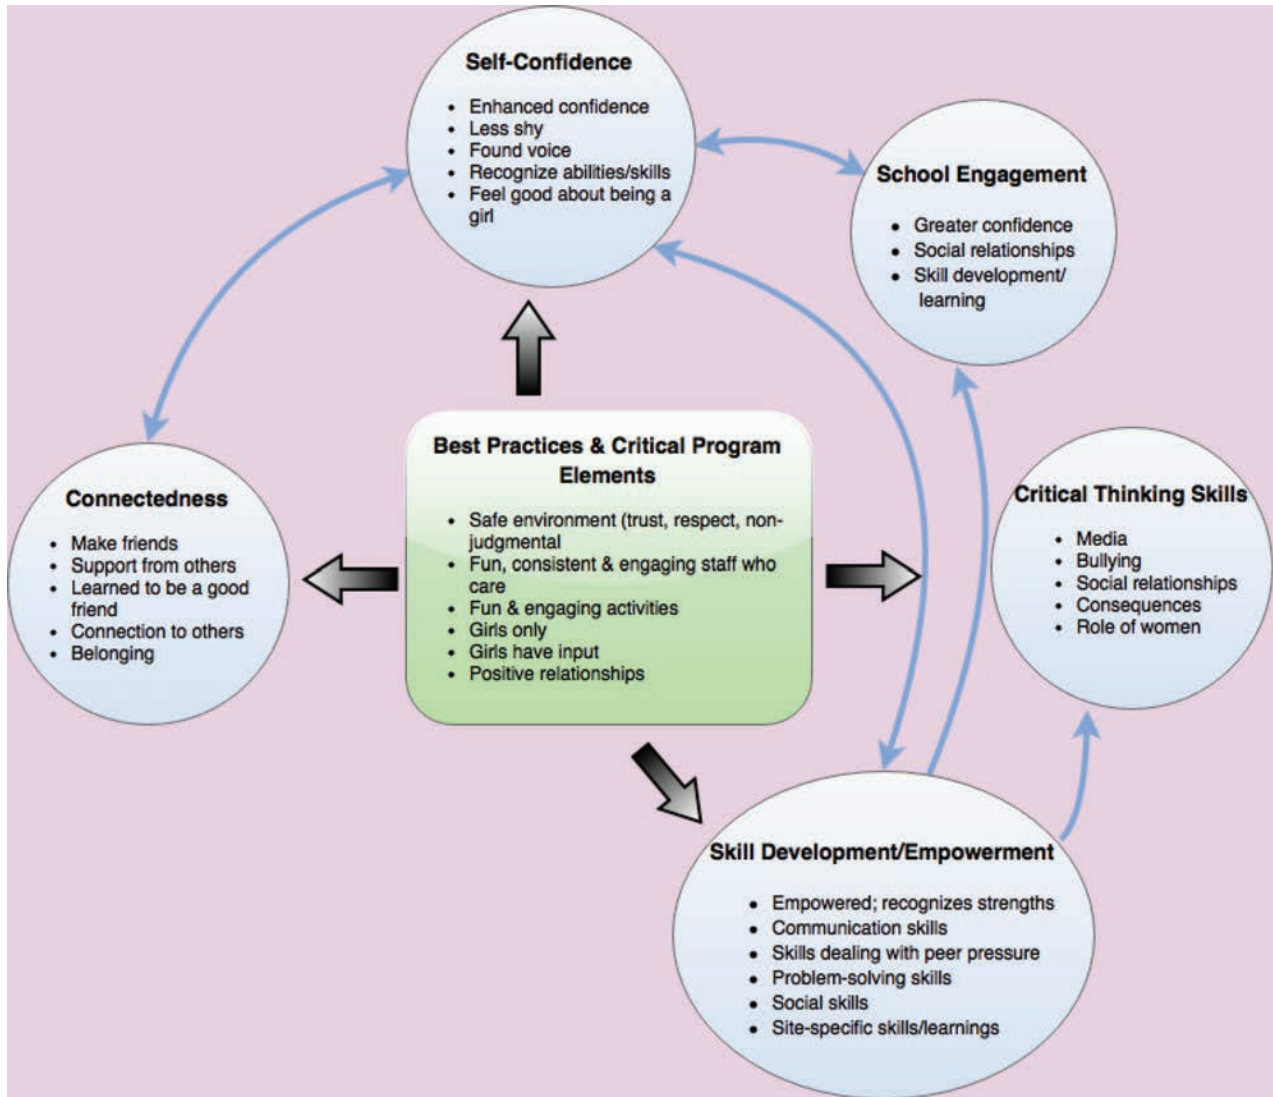 Self-Confidence
• Enhanced confidence
• Less shy
• Found voice
• Recognize abilities/skills
• Feel good about being a
girl
School Engagement
• Greater confidence
• Social relationships
• Skill development/
learning
Best Practices & Critical Program
Elements
• Safe environment (trust, respect, non-
judgmental
• Fun, consistent & engaging staff who
care
• Fun & engaging activities
• Girls only
• Girls have input
• Positive relationships
Connectedness
• Make friends
• Support from others
• Learned to be a good
friend
• Connection to others
• Belonging
Critical Thinking Skills
• Media
• Bullying
• Social relationships
• Consequences
• Role of women
Skill Development/Empowerment
• Empowered; recognizes strengths
• Communication skills
• Skills dealing with peer pressure
• Problem-solving skills
• Social skills
• Site-specific skills/learnings